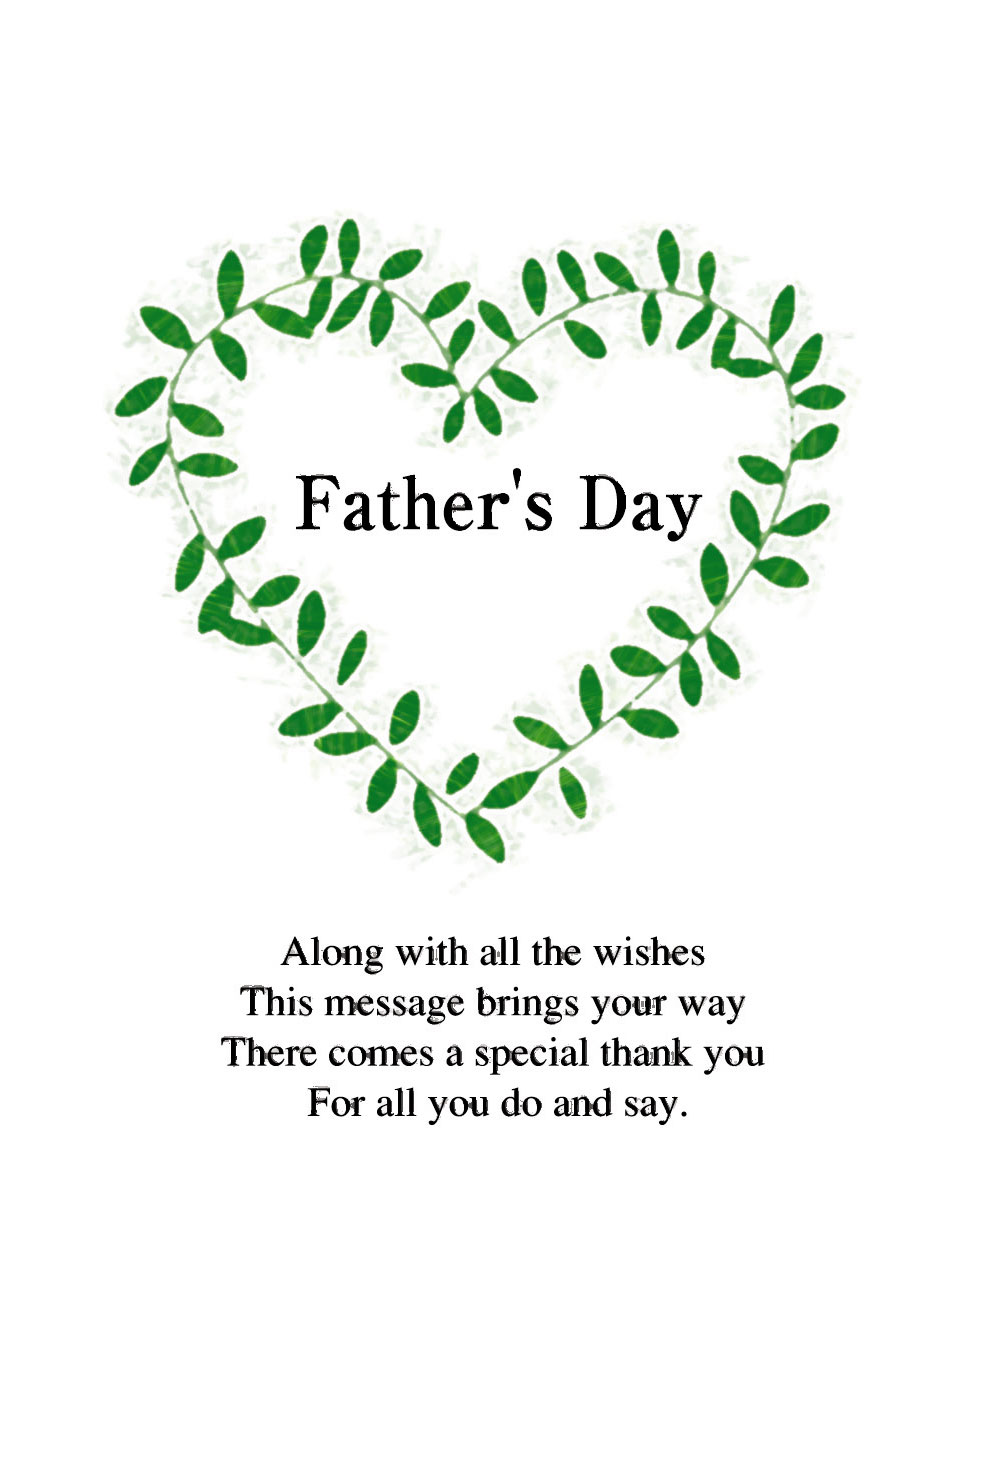 Father's Day
Along with all the wishes
This message brings your way
There comes a special thank you
For all you do and say.